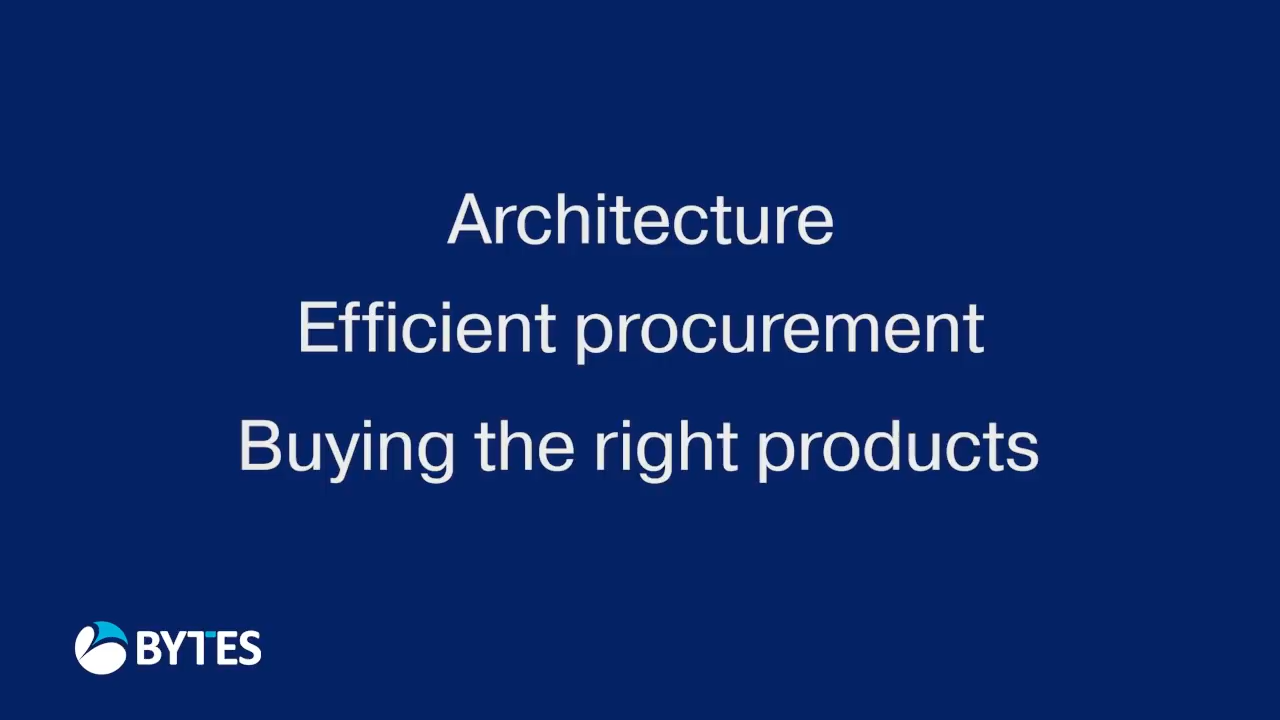 Architecture
Efficient procurement
Buying the right products
BYTES